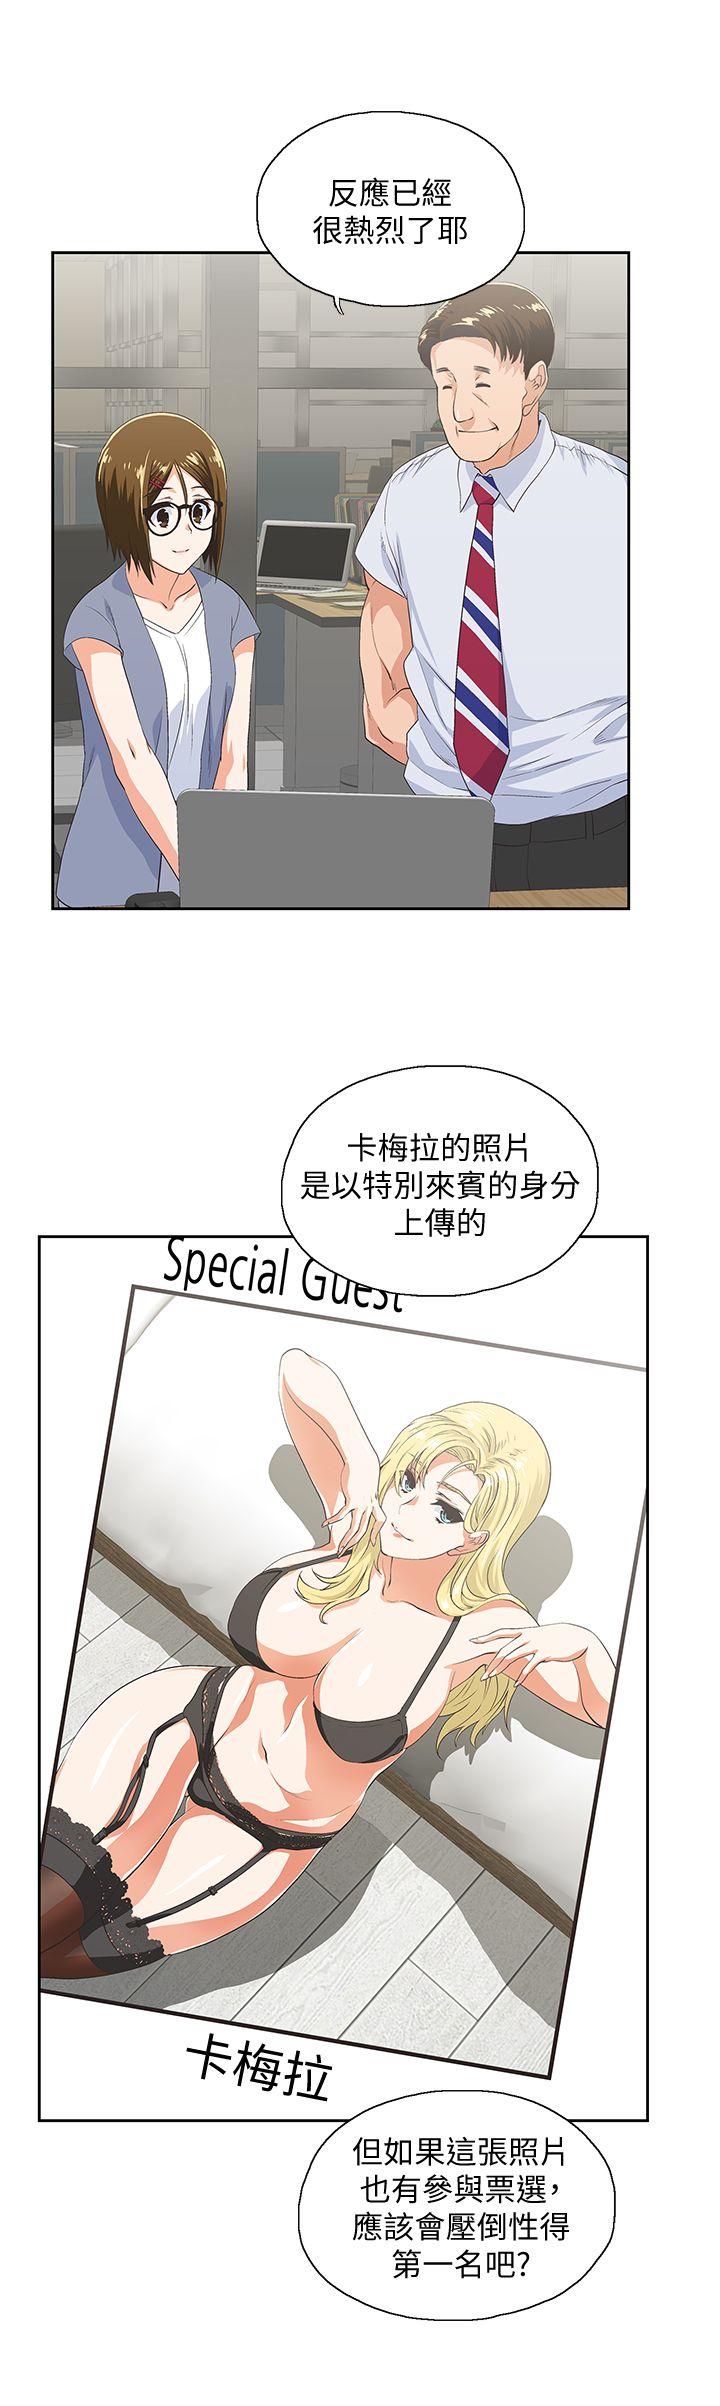 反應已經
很熱烈了耶
卡梅拉的照片
是以特別來賓的身分
上傳的
Special Guest
卡梅拉
但如果這張照片
也有參與票選，
應該會壓倒性得
第一名吧？